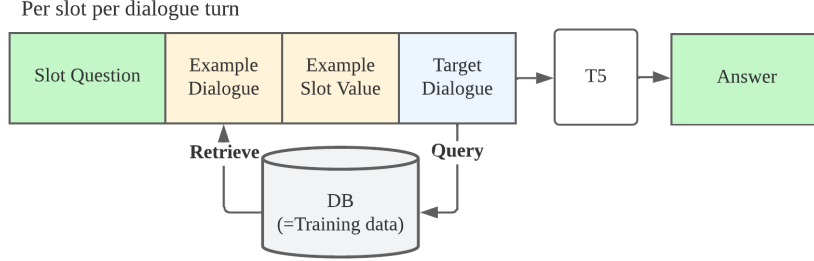 Per slot per dialogue turn
Slot Question
Example
Dialogue
Example
Slot Value
Target
Dialogue
T5
Answer
Retrieve
Query
DB
(=Training data)